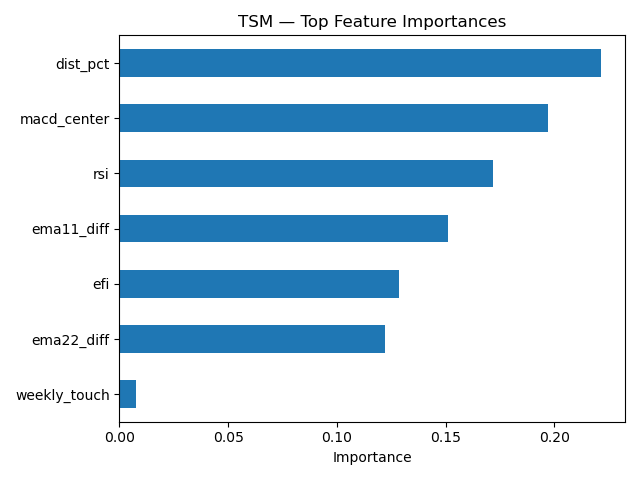 TSM — Top Feature Importances
dist_pct
macd_center
rsi
ema11_diff
efi
ema22_diff
weekly_touch
0.00 0.05 0.10 0.15 0.20
Importance